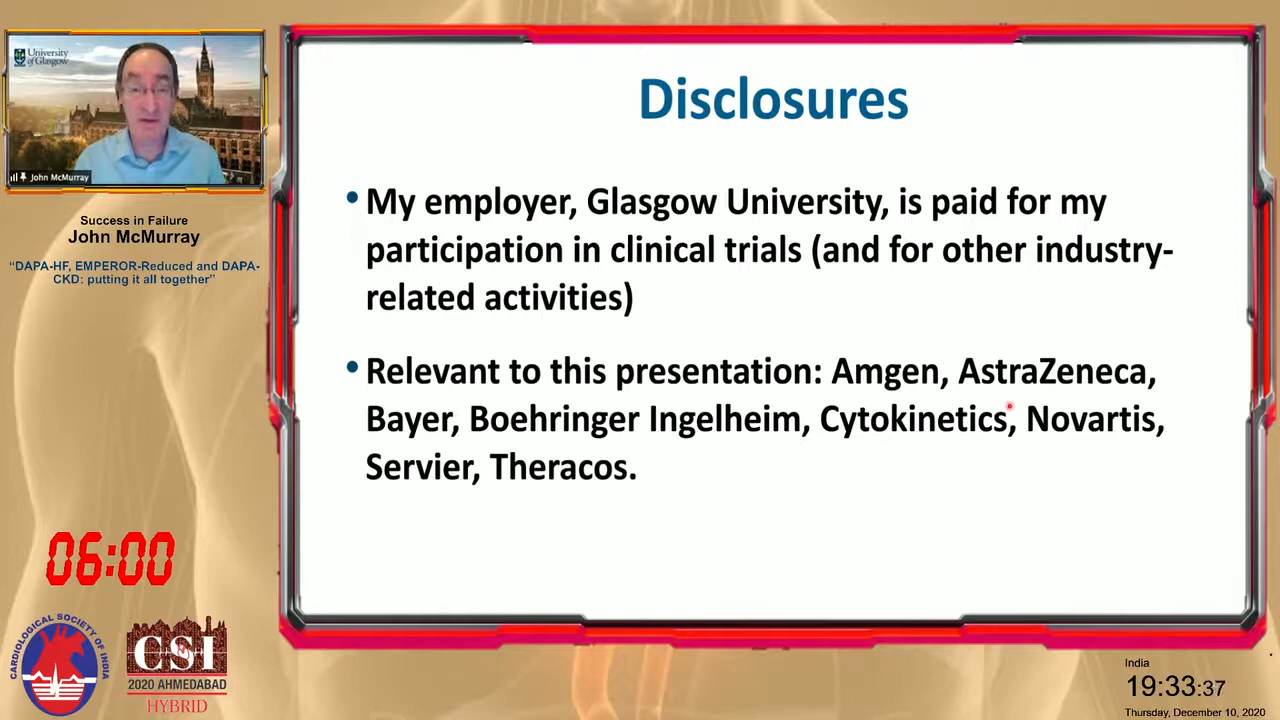 University
of Glasgow
John McMurray
Success in Failure
John McMurray
“DAPA-HF, EMPEROR-Reduced and DAPA-
CKD: putting it all together”
06:00
CARDIOLOGICAL SOCIETY OF INDIA
CSI
2020 AHMEDABAD
HYBRID
Disclosures
• My employer, Glasgow University, is paid for my
participation in clinical trials (and for other industry-
related activities)
• Relevant to this presentation: Amgen, AstraZeneca,
Bayer, Boehringer Ingelheim, Cytokinetics, Novartis,
Servier, Theracos.
India
19:33:37
Thursday, December 10, 2020